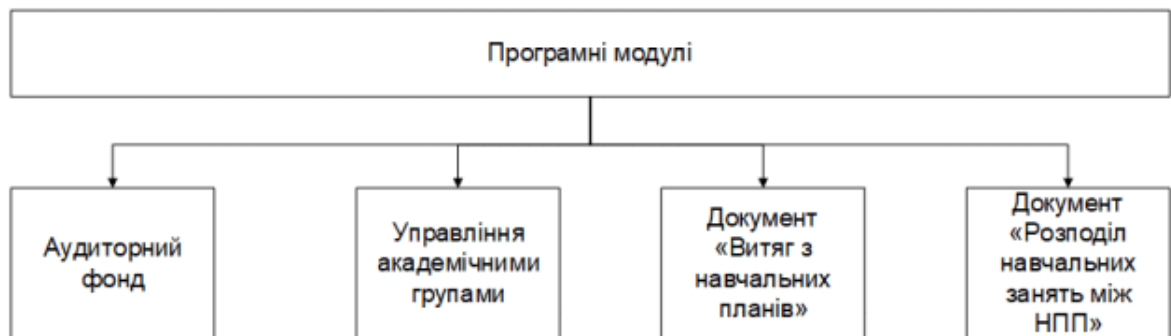 Програмні модулі
Аудиторний
фонд
Управління
академічними
групами
Документ
«Витяг з
навчальних
планів»
Документ
«Розподіл
навчальних
занять між
НПП»